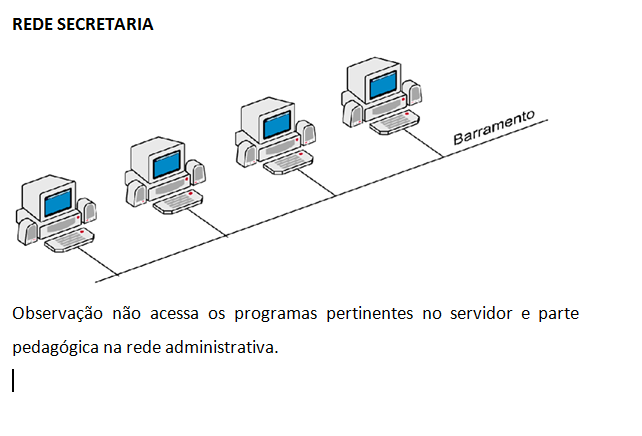 REDE SECRETARIA
Barramento
Observação não acessa os programas pertinentes no servidor e parte
pedagógica na rede administrativa.